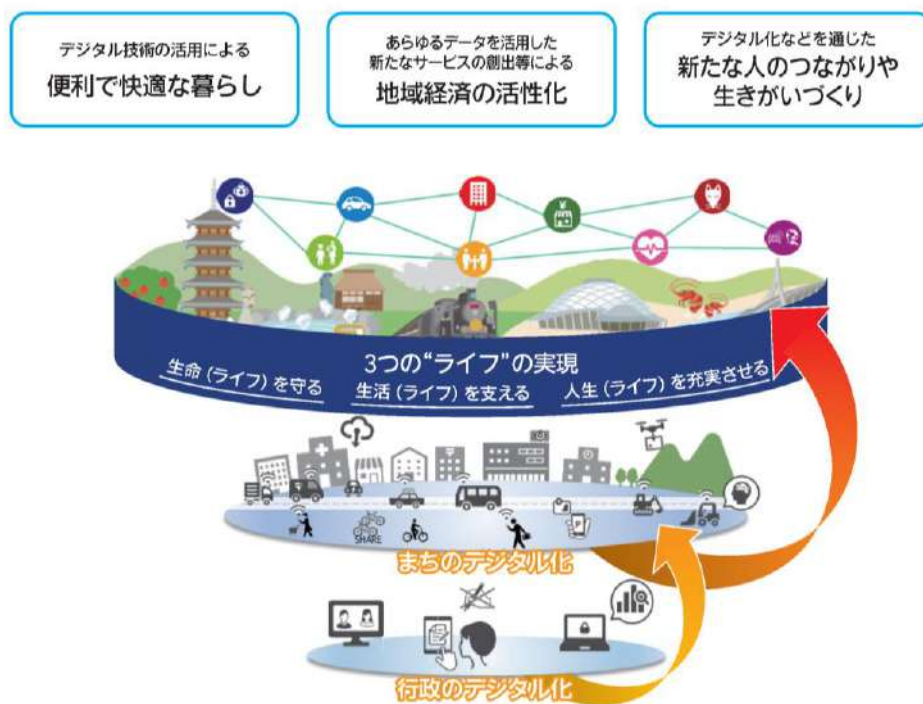 デジタル技術の活用による
便利で快適な暮らし
あらゆるデータを活用した
新たなサービスの創出等による
地域経済の活性化
デジタル化などを通じた
新たな人のつながりや
生きがいづくり
¥
3つの“ライフ”の実現
生命(ライフ)を守る
生活(ライフ)を支える
人生(ライフ)を充実させる
SHARE
P
まちのデジタル化
行政のデジタル化